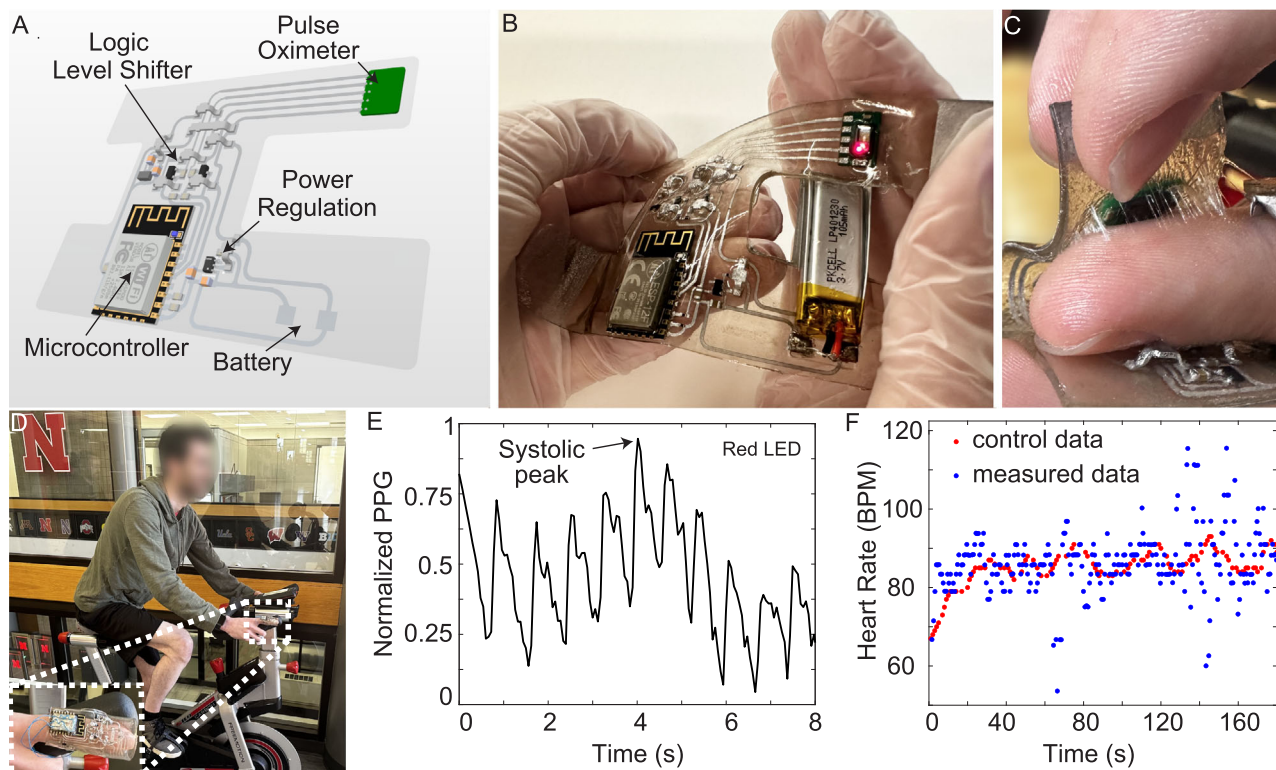 A
Logic
Level Shifter
Pulse
Oximeter
Power
Regulation
Microcontroller
Battery
B
PKCELL LP401230
105mAh
3.7V
C
D
N
E
Systolic
peak
Red LED
Normalized PPG
1
0.75
0.5
0.25
0
0
2
4
6
8
Time (s)
F
control data
measured data
Heart Rate (BPM)
120
100
80
60
0
40
80
120
160
Time (s)